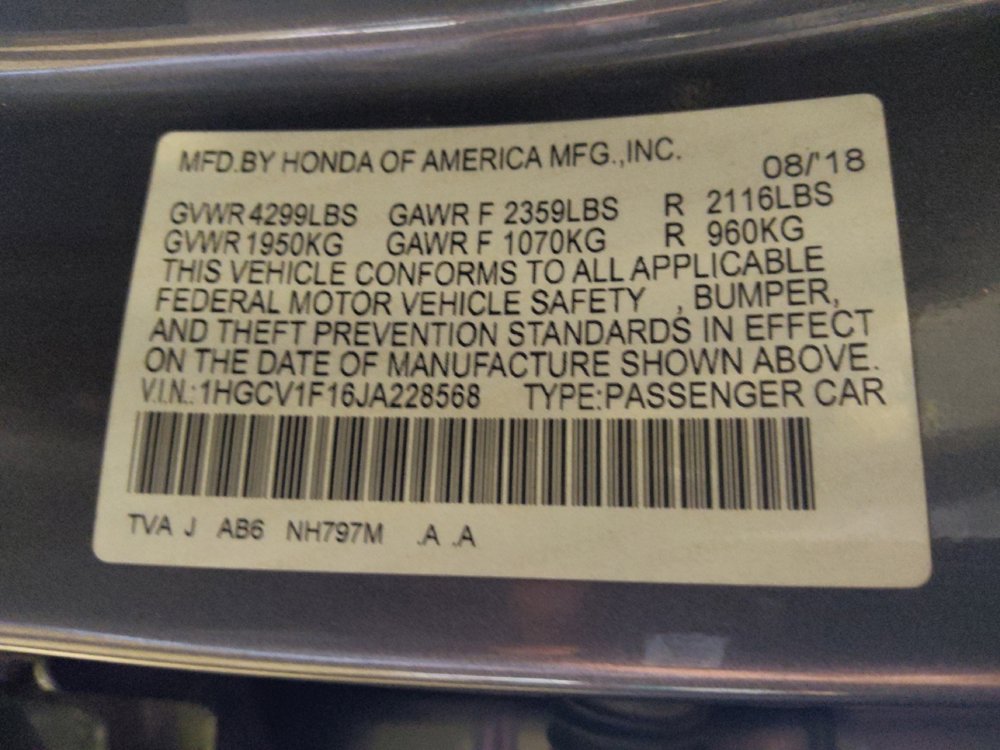 MFD.BY HONDA OF AMERICA MFG.,INC. 08/'18
GVWR 4299LBS GAWR F 2359LBS R 2116LBS
GVWR 1950KG GAWR F 1070KG R 960KG
THIS VEHICLE CONFORMS TO ALL APPLICABLE
FEDERAL MOTOR VEHICLE SAFETY , BUMPER,
AND THEFT PREVENTION STANDARDS IN EFFECT
ON THE DATE OF MANUFACTURE SHOWN ABOVE.
V.I.N.:1HGCV1F16JA228568 TYPE:PASSENGER CAR
TVA J AB6 NH797M .A .A